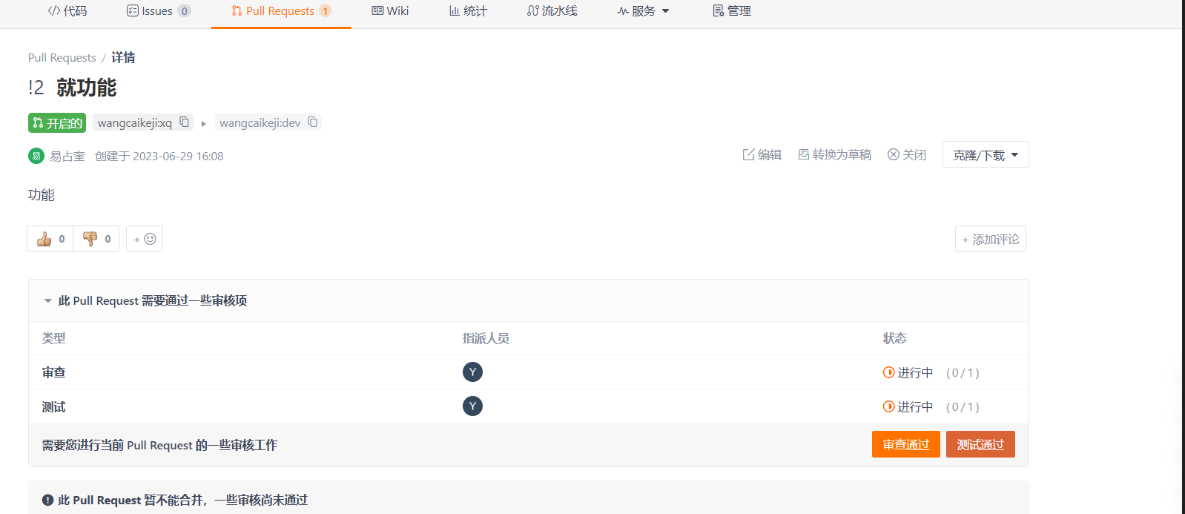 代码 Issues 0 Pull Requests 1 Wiki 统计 流水线 服务 管理
Pull Requests / 详情
!2 就功能
开启的 wangcaikeji:xq wangcaikeji:dev
易 易占奎 创建于 2023-06-29 16:08 编辑 转换为草稿 关闭 克隆/下载
功能
0 0 + + 添加评论
此 Pull Request 需要通过一些审核项
类型 指派人员 状态
审查 Y 进行中 (0/1)
测试 Y 进行中 (0/1)
需要您进行当前 Pull Request 的一些审核工作 审查通过 测试通过
此 Pull Request 暂不能合并，一些审核尚未通过